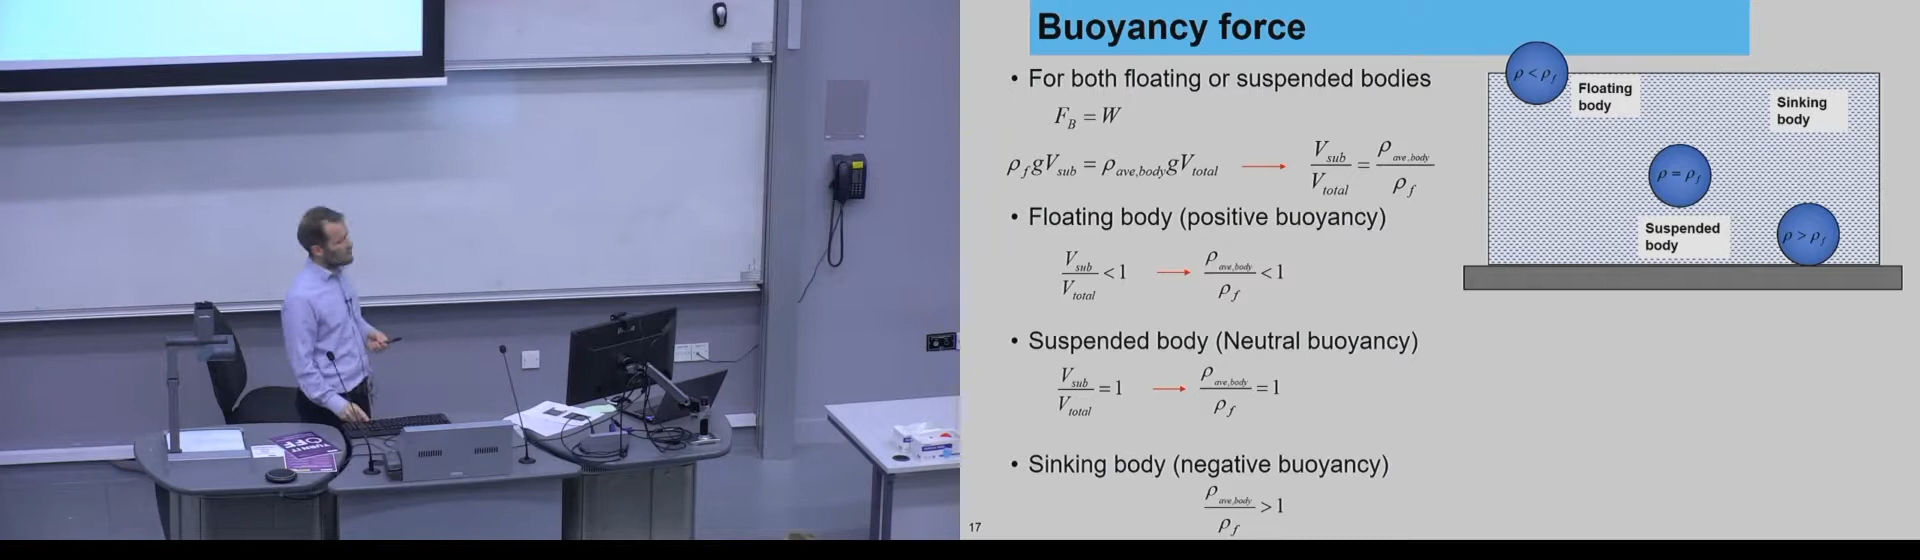 Buoyancy force
• For both floating or suspended bodies
F_B = W
ρ_f g V_sub = ρ_ave,body g V_total → V_sub / V_total = ρ_ave,body / ρ_f
• Floating body (positive buoyancy)
V_sub / V_total < 1 → ρ_ave,body / ρ_f < 1
• Suspended body (Neutral buoyancy)
V_sub / V_total = 1 → ρ_ave,body / ρ_f = 1
• Sinking body (negative buoyancy)
ρ_ave,body / ρ_f > 1
17
ρ < ρ_f
Floating
body
Sinking
body
ρ = ρ_f
Suspended
body
ρ > ρ_f
TURN IT
OFF